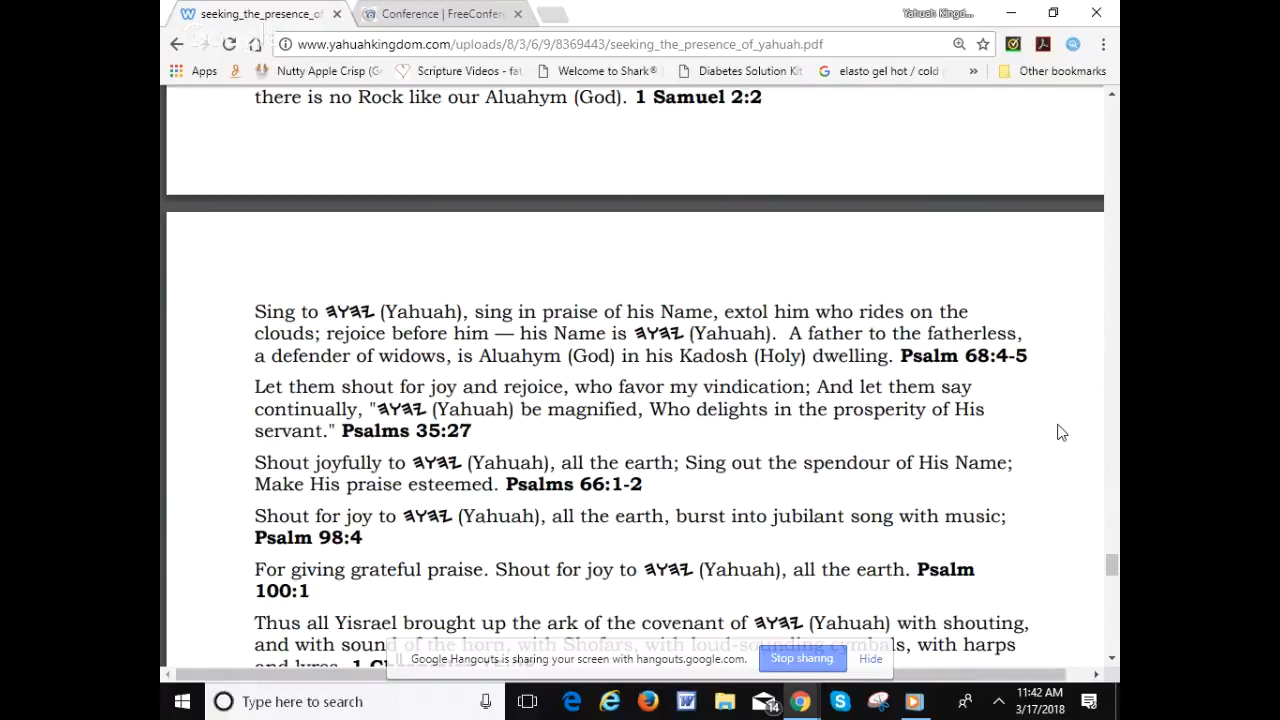 seeking_the_presence_of
Conference | FreeConfer
Yahuah Kingd...
www.yahuahkingdom.com/uploads/8/3/6/9/8369443/seeking_the_presence_of_yahuah.pdf
Apps Nutty Apple Crisp (Gr Scripture Videos - fat Welcome to Shark® Diabetes Solution Kit elasto gel hot / cold » Other bookmarks
there is no Rock like our Aluahym (God). 1 Samuel 2:2
Sing to 𐤉𐤄𐤅𐤄 (Yahuah), sing in praise of his Name, extol him who rides on the
clouds; rejoice before him — his Name is 𐤉𐤄𐤅𐤄 (Yahuah). A father to the fatherless,
a defender of widows, is Aluahym (God) in his Kadosh (Holy) dwelling. Psalm 68:4-5
Let them shout for joy and rejoice, who favor my vindication; And let them say
continually, "𐤉𐤄𐤅𐤄 (Yahuah) be magnified, Who delights in the prosperity of His
servant." Psalms 35:27
Shout joyfully to 𐤉𐤄𐤅𐤄 (Yahuah), all the earth; Sing out the spendour of His Name;
Make His praise esteemed. Psalms 66:1-2
Shout for joy to 𐤉𐤄𐤅𐤄 (Yahuah), all the earth, burst into jubilant song with music;
Psalm 98:4
For giving grateful praise. Shout for joy to 𐤉𐤄𐤅𐤄 (Yahuah), all the earth. Psalm
100:1
Thus all Yisrael brought up the ark of the covenant of 𐤉𐤄𐤅𐤄 (Yahuah) with shouting,
and with sound of the horn, with Shofars, with loud-sounding cymbals, with harps
and lyres.
Google Hangouts is sharing your screen with hangouts.google.com. Stop sharing Hide
Type here to search
14
11:42 AM
3/17/2018